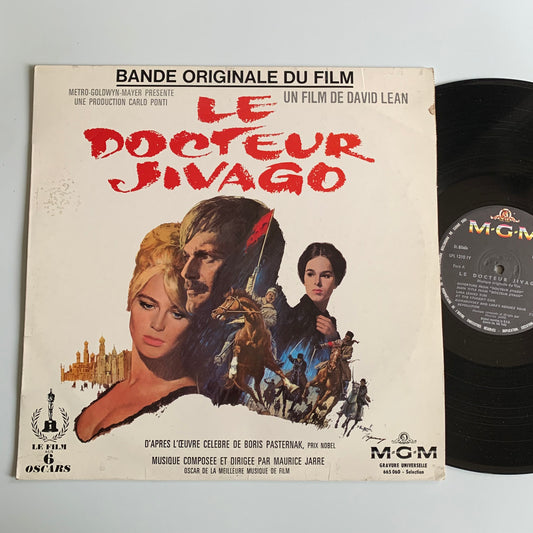 BANDE ORIGINALE DU FILM
METRO-GOLDWYN-MAYER PRESENTE
UNE PRODUCTION CARLO PONTI
UN FILM DE DAVID LEAN
LE
DOCTEUR
JIVAGO
LE FILM
AUX
6
OSCARS
D'APRES L'ŒUVRE CELEBRE DE BORIS PASTERNAK, PRIX NOBEL
MUSIQUE COMPOSEE ET DIRIGEE PAR MAURICE JARRE
OSCAR DE LA MEILLEURE MUSIQUE DE FILM
M-G-M
GRAVURE UNIVERSELLE
665 060 - Sélection
M-G-M
LE DOCTEUR JIVAG